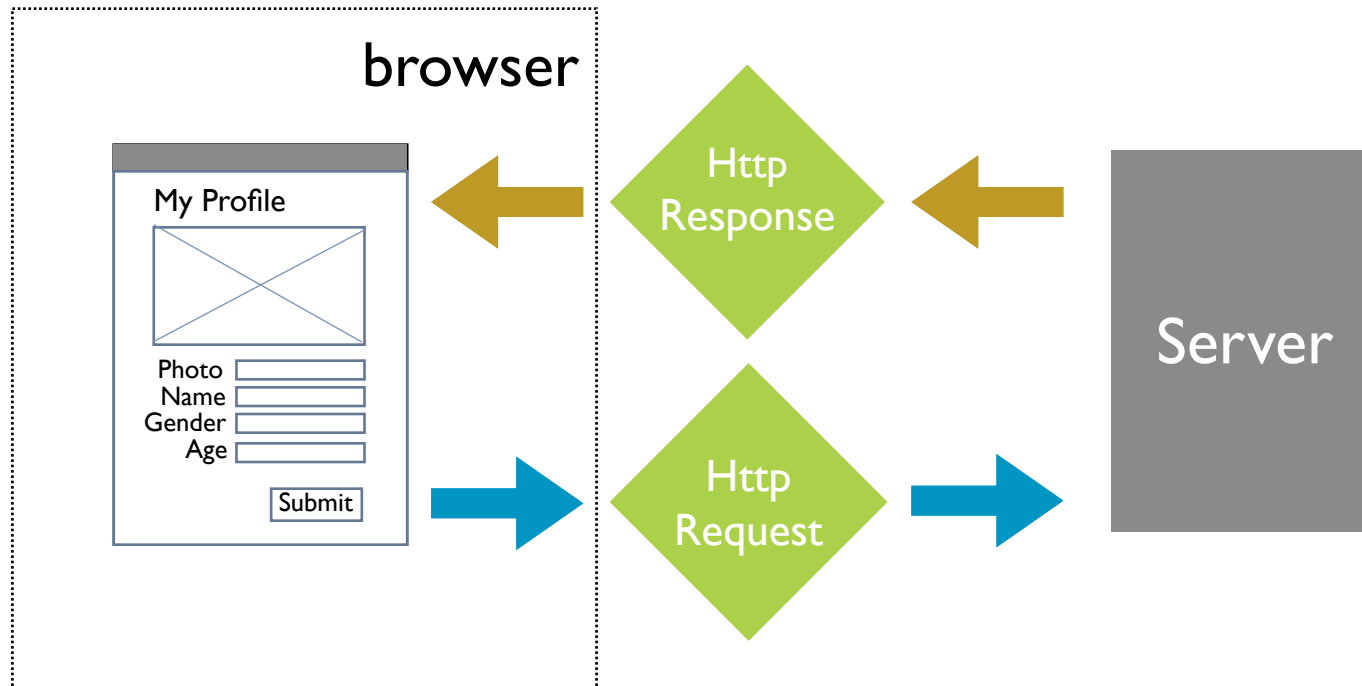 browser
My Profile
Photo
Name
Gender
Age
Submit
Http
Response
Http
Request
Server